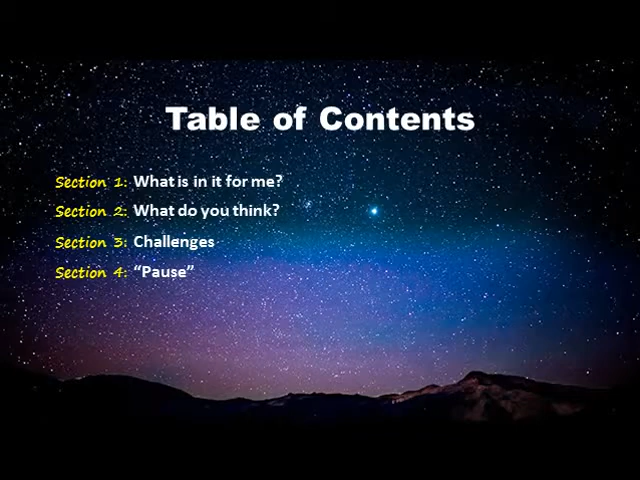 Table of Contents
Section 1: What is in it for me?
Section 2: What do you think?
Section 3: Challenges
Section 4: “Pause”